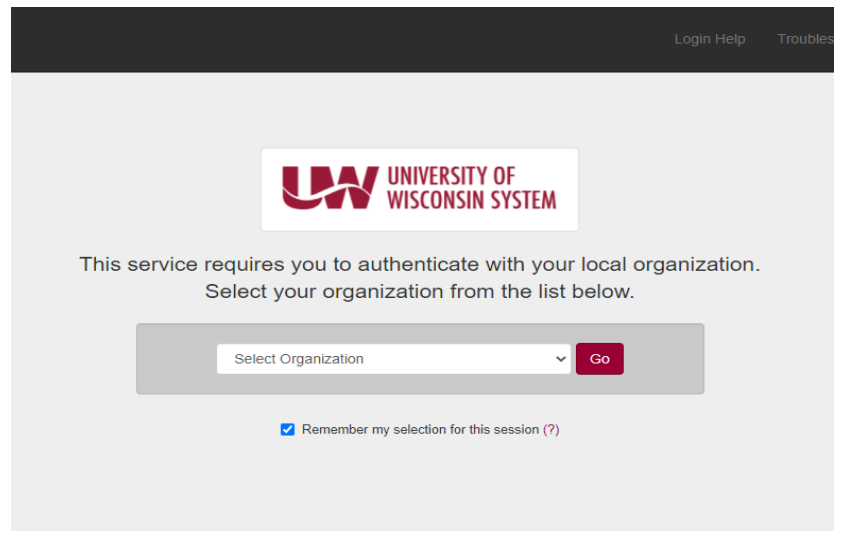 Login Help Troubles
UW UNIVERSITY OF
WISCONSIN SYSTEM
This service requires you to authenticate with your local organization.
Select your organization from the list below.
Select Organization Go
Remember my selection for this session (?)